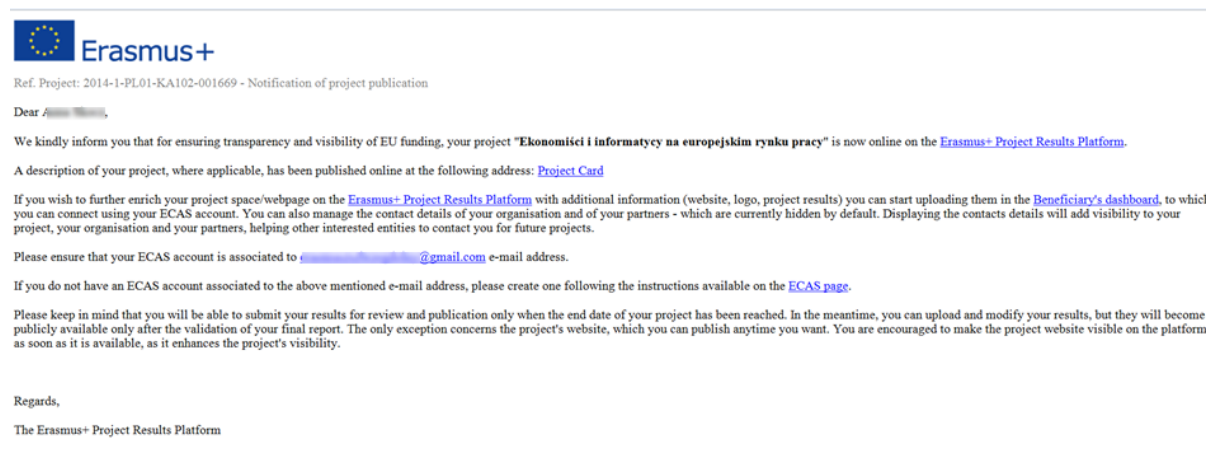 Erasmus+
Ref. Project: 2014-1-PL01-KA102-001669 - Notification of project publication
Dear
We kindly inform you that for ensuring transparency and visibility of EU funding, your project "Ekonomiści i informatycy na europejskim rynku pracy" is now online on the Erasmus+ Project Results Platform.
A description of your project, where applicable, has been published online at the following address: Project Card
If you wish to further enrich your project space/webpage on the Erasmus+ Project Results Platform with additional information (website, logo, project results) you can start uploading them in the Beneficiary's dashboard, to which
you can connect using your ECAS account. You can also manage the contact details of your organisation and of your partners - which are currently hidden by default. Displaying the contacts details will add visibility to your
project, your organisation and your partners, helping other interested entities to contact you for future projects.
Please ensure that your ECAS account is associated to @gmail.com e-mail address.
If you do not have an ECAS account associated to the above mentioned e-mail address, please create one following the instructions available on the ECAS page.
Please keep in mind that you will be able to submit your results for review and publication only when the end date of your project has been reached. In the meantime, you can upload and modify your results, but they will become
publicly available only after the validation of your final report. The only exception concerns the project's website, which you can publish anytime you want. You are encouraged to make the project website visible on the platform
as soon as it is available, as it enhances the project's visibility.
Regards,
The Erasmus+ Project Results Platform